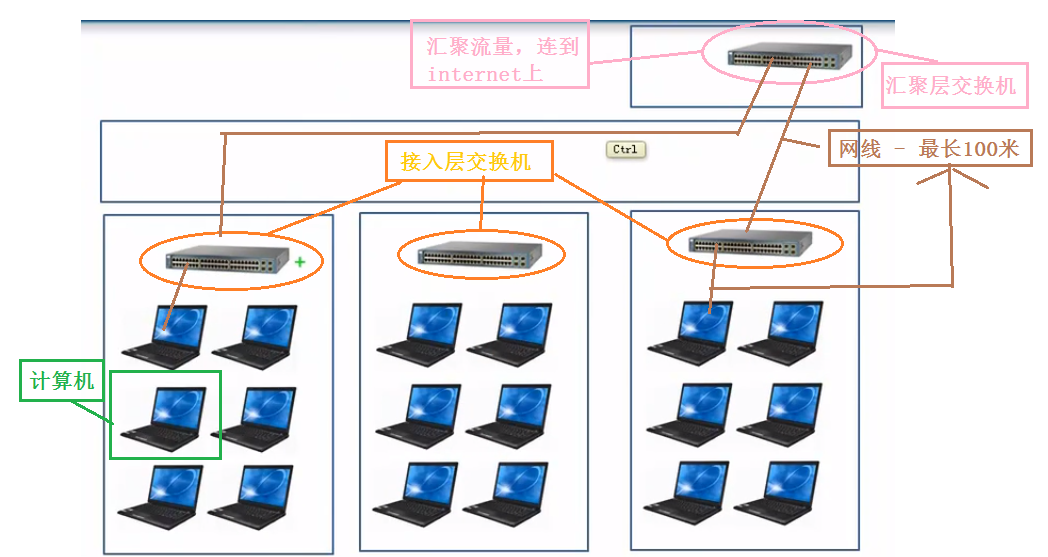 汇聚流量，连到
internet上
汇聚层交换机
Ctrl
网线 - 最长100米
接入层交换机
计算机